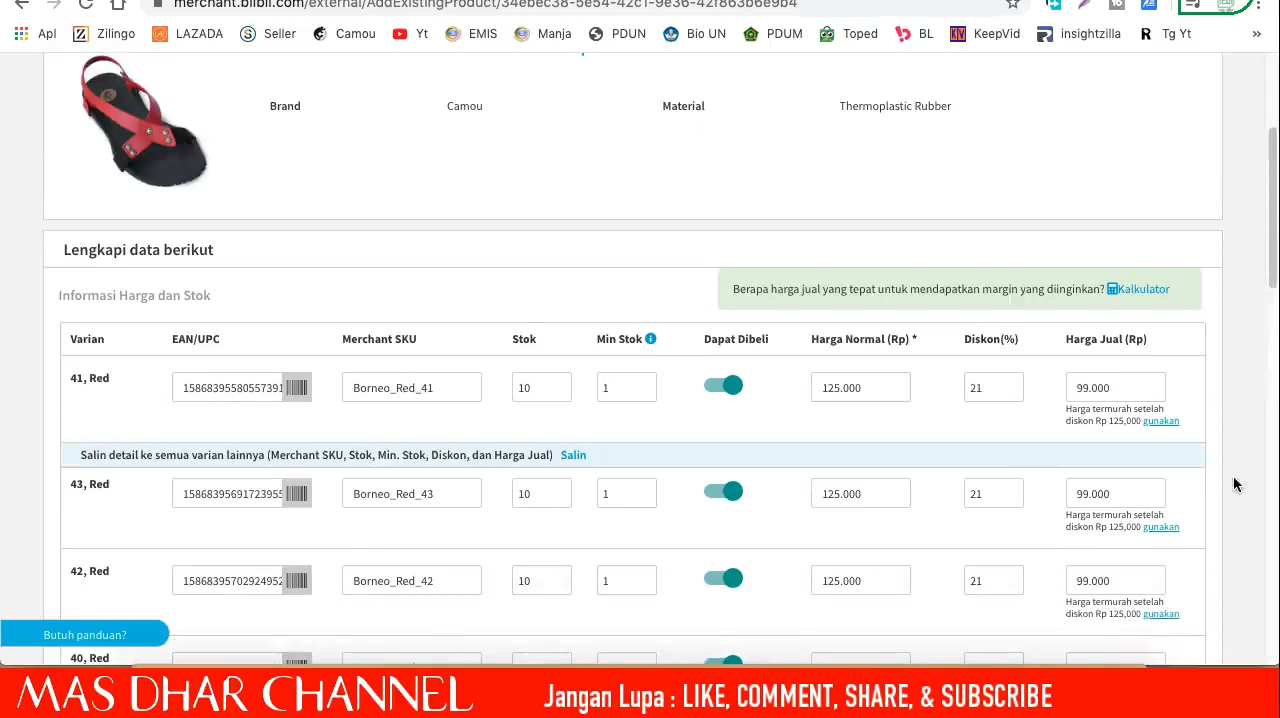 merchant.blibli.com/external/AddExistingProduct/34ebec38-5e54-42c1-9e36-42f863b6e9b4
Apl Zilingo LAZADA Seller Camou Yt EMIS Manja PDUN Bio UN PDUM Toped BL KeepVid insightzilla Tg Yt »
Brand Camou Material Thermoplastic Rubber
Lengkapi data berikut
Informasi Harga dan Stok
Berapa harga jual yang tepat untuk mendapatkan margin yang diinginkan? Kalkulator
Varian EAN/UPC Merchant SKU Stok Min Stok Dapat Dibeli Harga Normal (Rp) * Diskon(%) Harga Jual (Rp)
41, Red 15868395580557391 Borneo_Red_41 10 1 125.000 21 99.000
Harga termurah setelah
diskon Rp 125,000 gunakan
Salin detail ke semua varian lainnya (Merchant SKU, Stok, Min. Stok, Diskon, dan Harga Jual) Salin
43, Red 15868395691723955 Borneo_Red_43 10 1 125.000 21 99.000
Harga termurah setelah
diskon Rp 125,000 gunakan
42, Red 15868395702924952 Borneo_Red_42 10 1 125.000 21 99.000
Harga termurah setelah
diskon Rp 125,000 gunakan
Butuh panduan?
40, Red
MAS DHAR CHANNEL
Jangan Lupa : LIKE, COMMENT, SHARE, & SUBSCRIBE